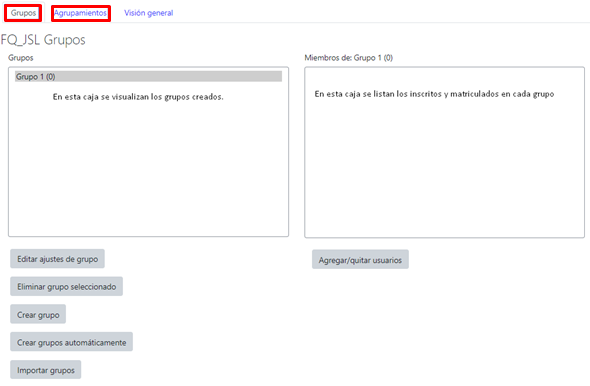 Grupos Agrupamientos Visión general
FQ_JSL Grupos
Grupos
Grupo 1 (0)
En esta caja se visualizan los grupos creados.
Editar ajustes de grupo
Eliminar grupo seleccionado
Crear grupo
Crear grupos automáticamente
Importar grupos
Miembros de: Grupo 1 (0)
En esta caja se listan los inscritos y matriculados en cada grupo
Agregar/quitar usuarios